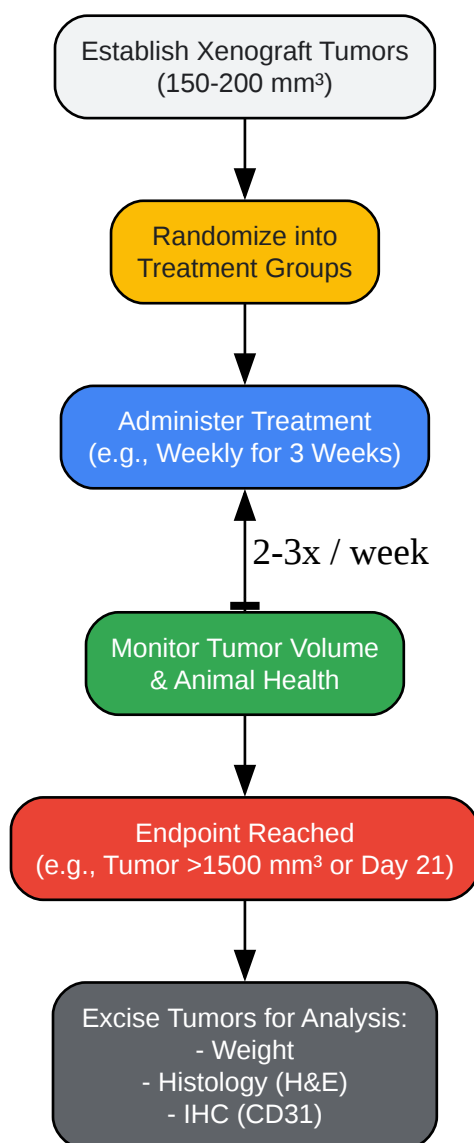 Establish Xenograft Tumors
(150-200 mm³)
Randomize into
Treatment Groups
Administer Treatment
(e.g., Weekly for 3 Weeks)
2-3x / week
Monitor Tumor Volume
& Animal Health
Endpoint Reached
(e.g., Tumor >1500 mm³ or Day 21)
Excise Tumors for Analysis:
- Weight
- Histology (H&E)
- IHC (CD31)